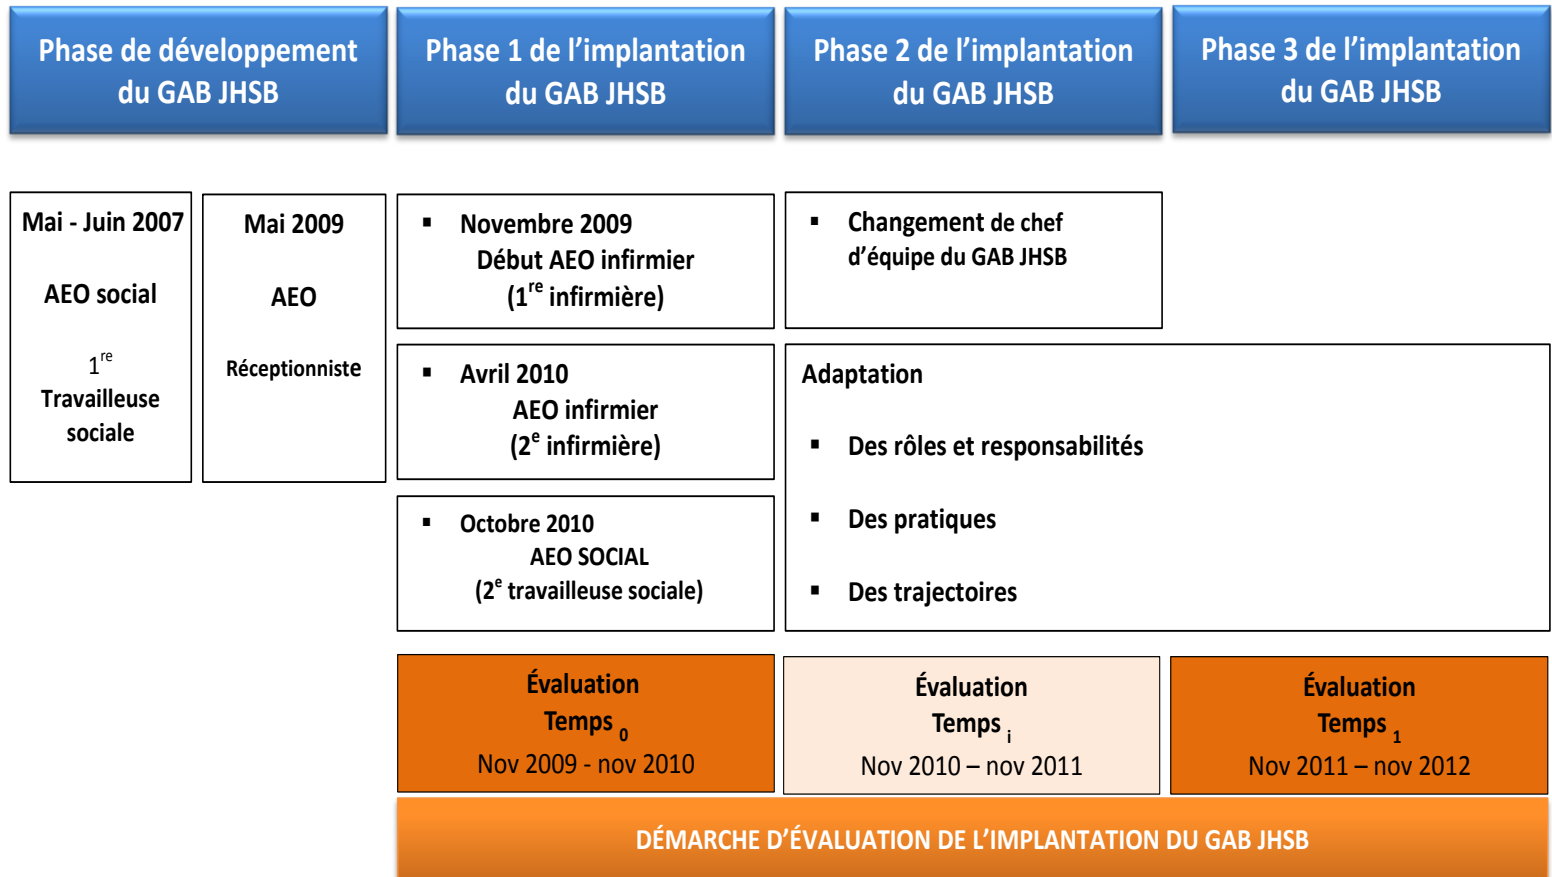 Phase de développement
du GAB JHSB
Phase 1 de l’implantation
du GAB JHSB
Phase 2 de l’implantation
du GAB JHSB
Phase 3 de l’implantation
du GAB JHSB
Mai - Juin 2007
AEO social
1re
Travailleuse
sociale
Mai 2009
AEO
Réceptionniste
▪ Novembre 2009
Début AEO infirmier
(1re infirmière)
▪ Avril 2010
AEO infirmier
(2e infirmière)
▪ Octobre 2010
AEO SOCIAL
(2e travailleuse sociale)
▪ Changement de chef
d’équipe du GAB JHSB
Adaptation
▪ Des rôles et responsabilités
▪ Des pratiques
▪ Des trajectoires
Évaluation
Temps 0
Nov 2009 - nov 2010
Évaluation
Temps i
Nov 2010 – nov 2011
Évaluation
Temps 1
Nov 2011 – nov 2012
DÉMARCHE D’ÉVALUATION DE L’IMPLANTATION DU GAB JHSB